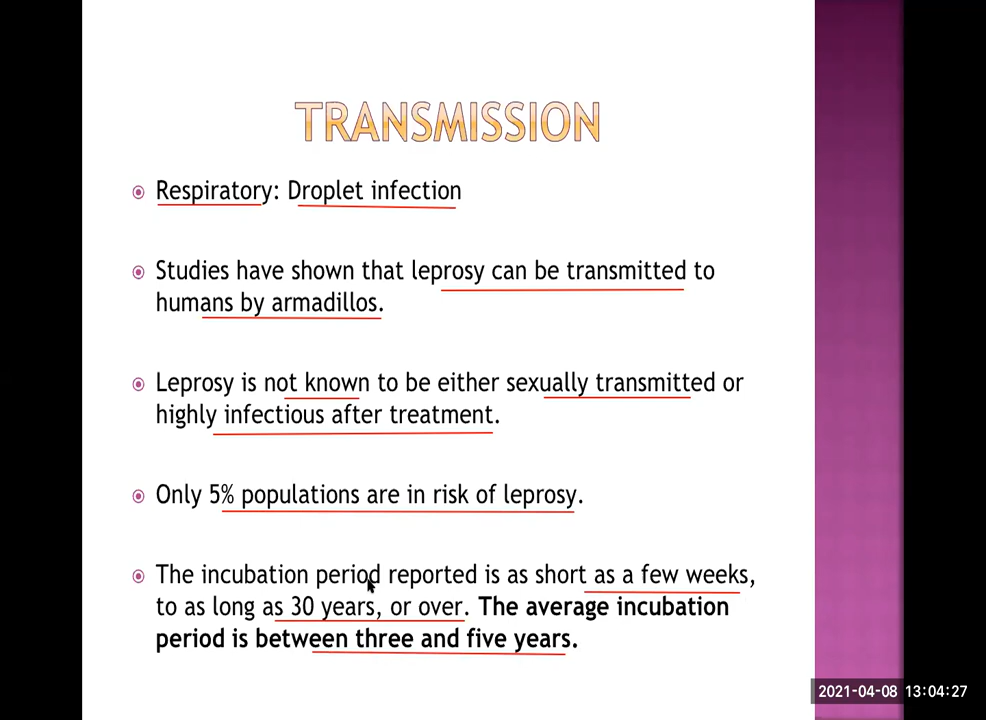 TRANSMISSION
Respiratory: Droplet infection
Studies have shown that leprosy can be transmitted to
humans by armadillos.
Leprosy is not known to be either sexually transmitted or
highly infectious after treatment.
Only 5% populations are in risk of leprosy.
The incubation period reported is as short as a few weeks,
to as long as 30 years, or over. The average incubation
period is between three and five years.
2021-04-08 13:04:27